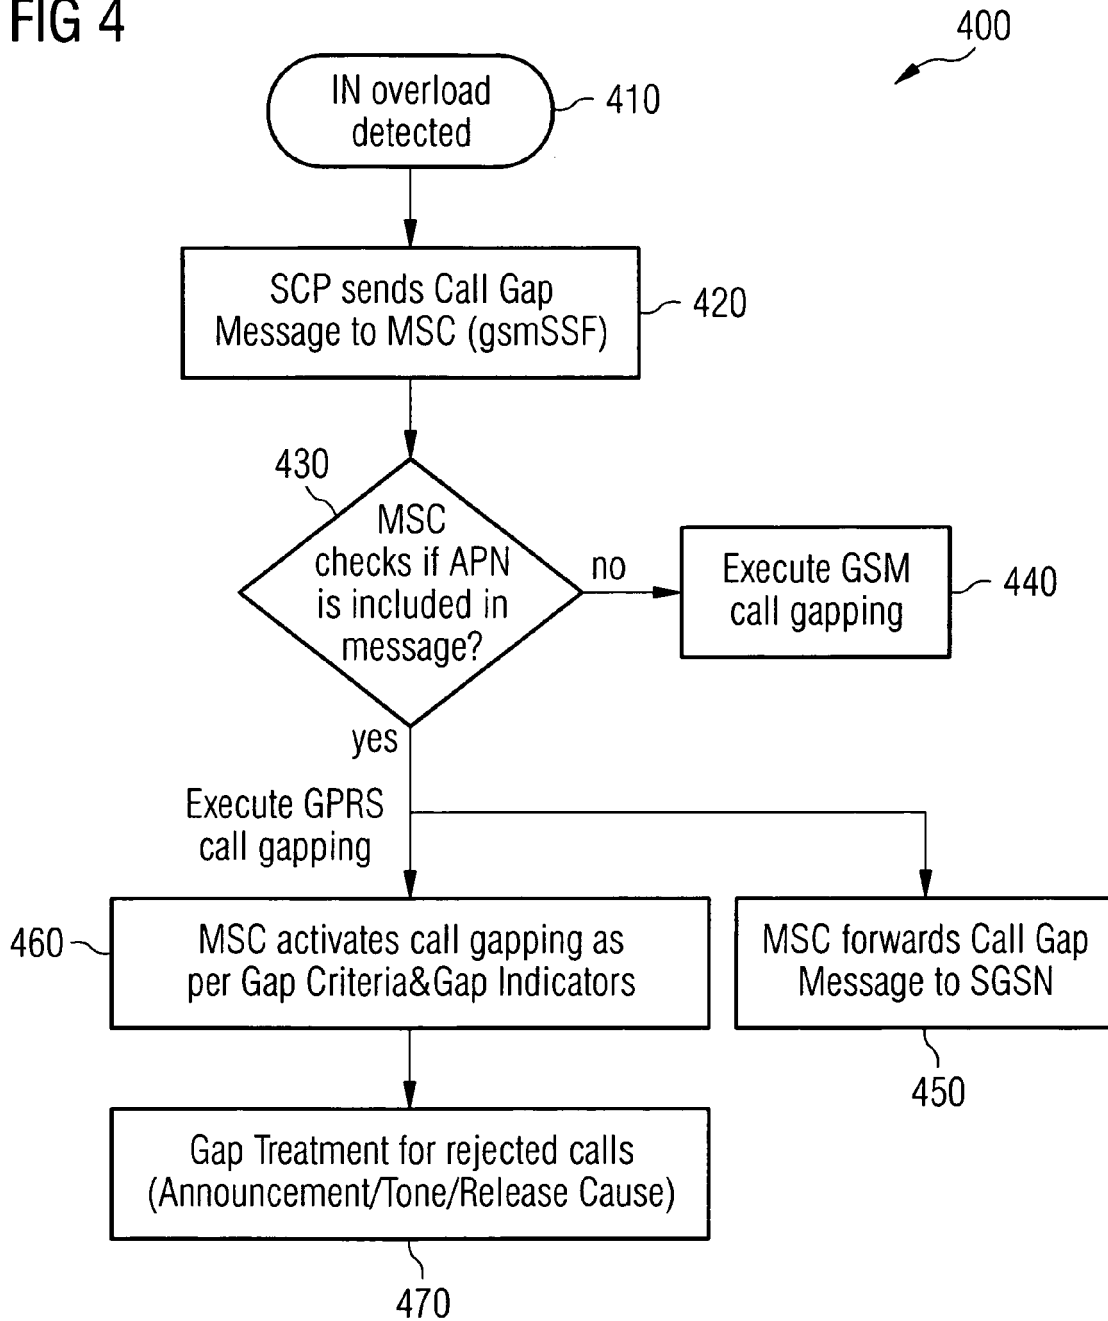 FIG 4
400
IN overload
detected
410
SCP sends Call Gap
Message to MSC (gsmSSF)
420
430
MSC
checks if APN
is included in
message?
no
Execute GSM
call gapping
440
yes
Execute GPRS
call gapping
460
MSC activates call gapping as
per Gap Criteria&Gap Indicators
MSC forwards Call Gap
Message to SGSN
450
Gap Treatment for rejected calls
(Announcement/Tone/Release Cause)
470